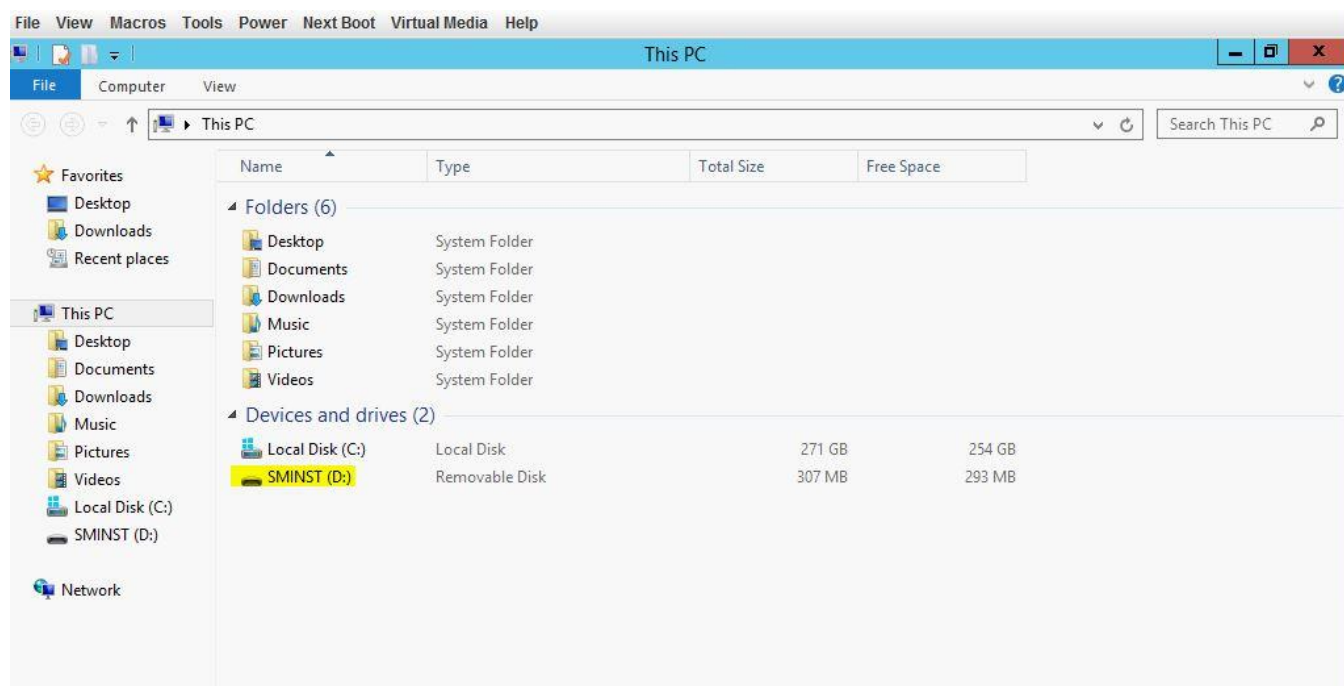 File View Macros Tools Power Next Boot Virtual Media Help
This PC
File Computer View
This PC
Search This PC
Favorites
Desktop
Downloads
Recent places
This PC
Desktop
Documents
Downloads
Music
Pictures
Videos
Local Disk (C:)
SMINST (D:)
Network
Name Type Total Size Free Space
Folders (6)
Desktop System Folder
Documents System Folder
Downloads System Folder
Music System Folder
Pictures System Folder
Videos System Folder
Devices and drives (2)
Local Disk (C:) Local Disk 271 GB 254 GB
SMINST (D:) Removable Disk 307 MB 293 MB